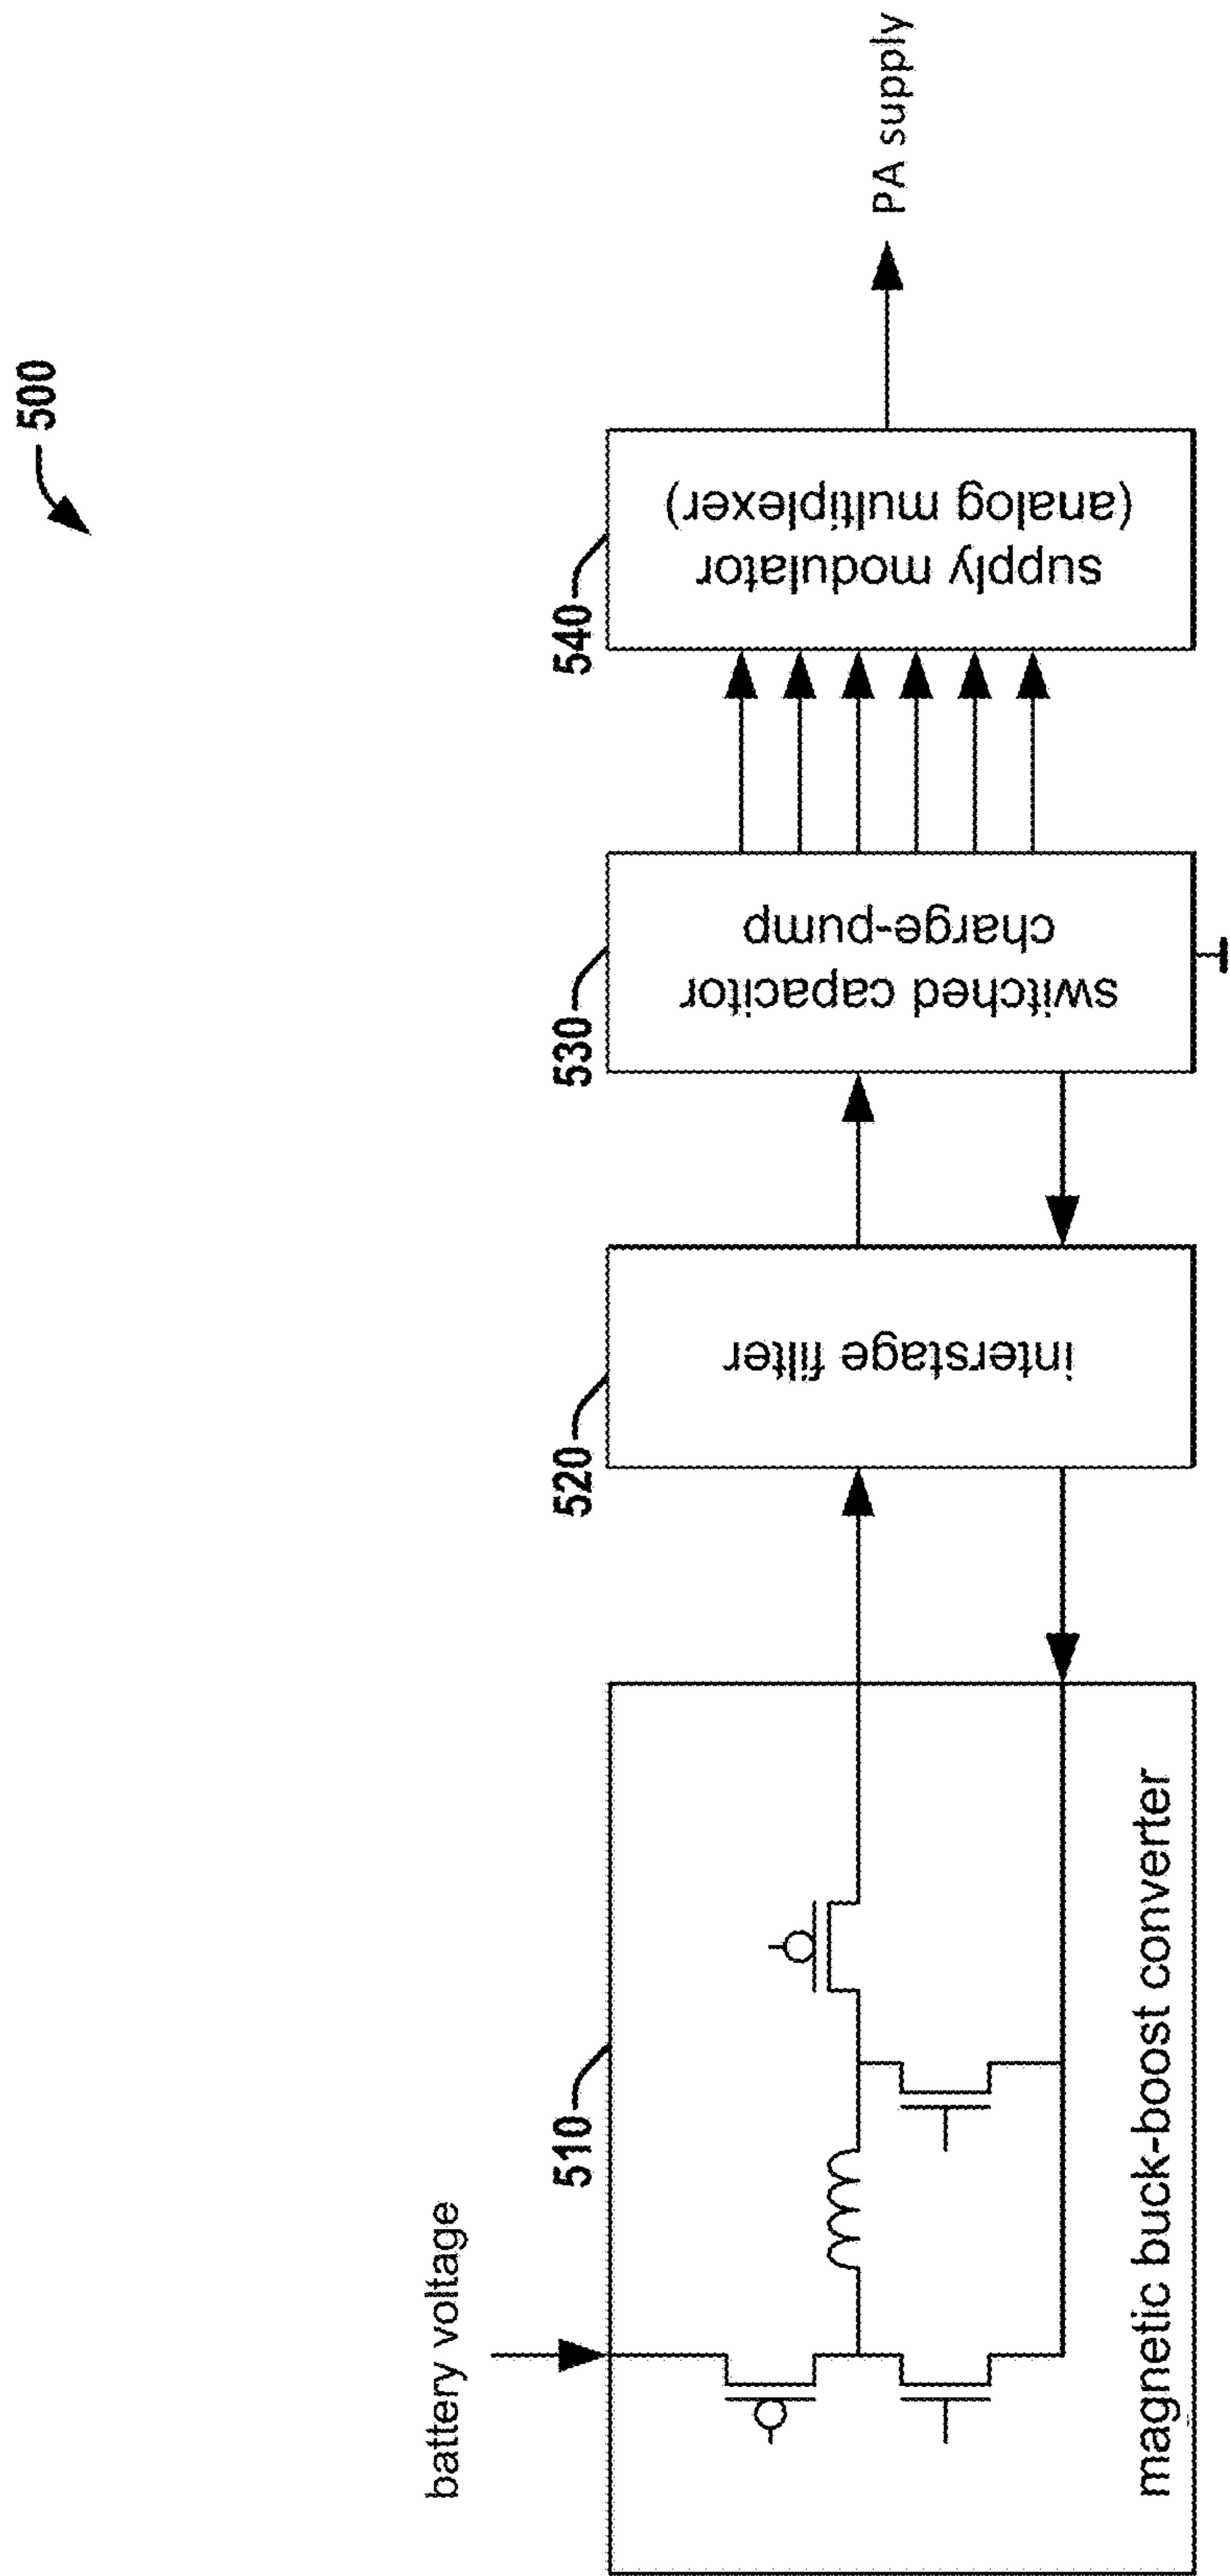 500
battery voltage
510
magnetic buck-boost converter
520
interstage filter
530
switched capacitor
charge-pump
540
supply modulator
(analog multiplexer)
PA supply